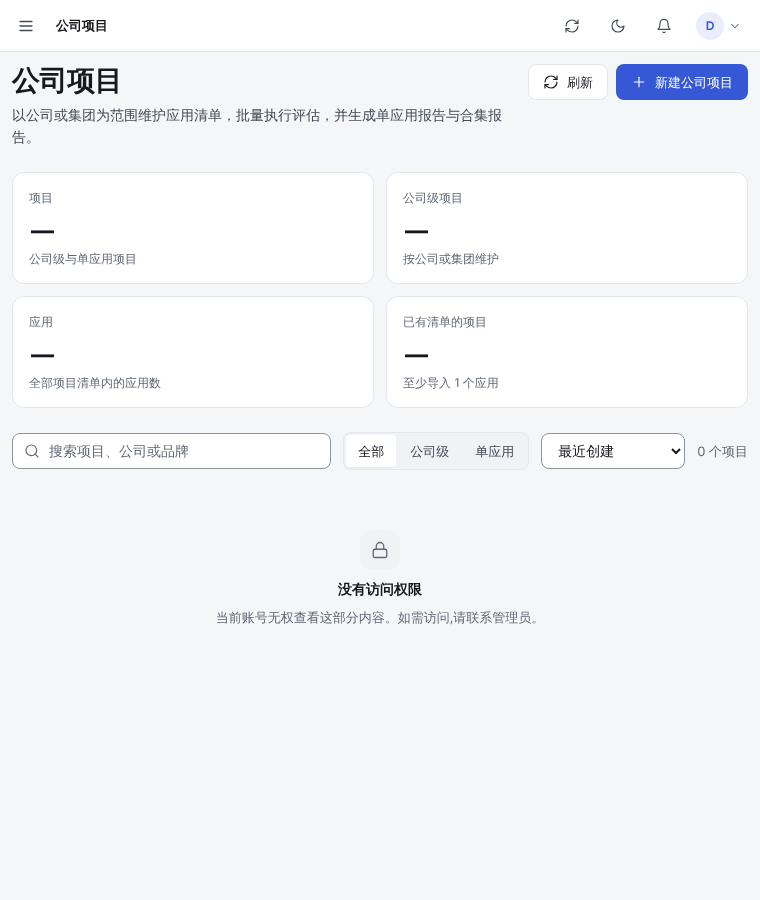 公司项目
D
公司项目
刷新
新建公司项目
以公司或集团为范围维护应用清单，批量执行评估，并生成单应用报告与合集报
告。
项目
—
公司级与单应用项目
公司级项目
—
按公司或集团维护
应用
—
全部项目清单内的应用数
已有清单的项目
—
至少导入 1 个应用
搜索项目、公司或品牌
全部
公司级
单应用
最近创建
0 个项目
没有访问权限
当前账号无权查看这部分内容。如需访问,请联系管理员。